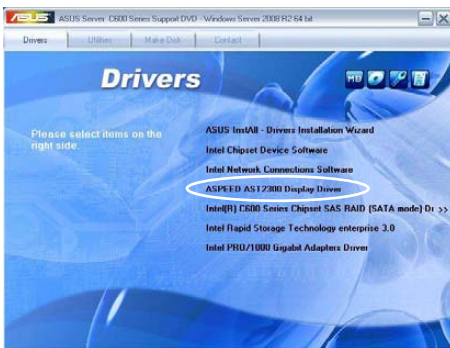 ASUS ASUS Server C600 Series Support DVD - Windows Server 2008 R2 64 bit
Drivers Utilities Make Disk Contact
Drivers
MB
Please select items on the right side.
ASUS InstAll - Drivers Installation Wizard
Intel Chipset Device Software
Intel Network Connections Software
ASPEED AST2300 Display Driver
Intel(R) C600 Series Chipset SAS RAID (SATA mode) Dr >>
Intel Rapid Storage Technology enterprise 3.0
Intel PRO/1000 Gigabit Adapters Driver